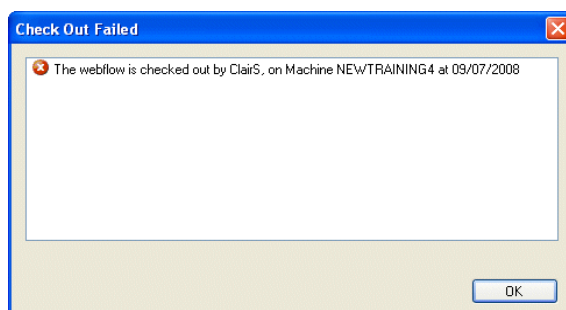 Check Out Failed
The webflow is checked out by ClairS, on Machine NEWTRAINING4 at 09/07/2008
OK